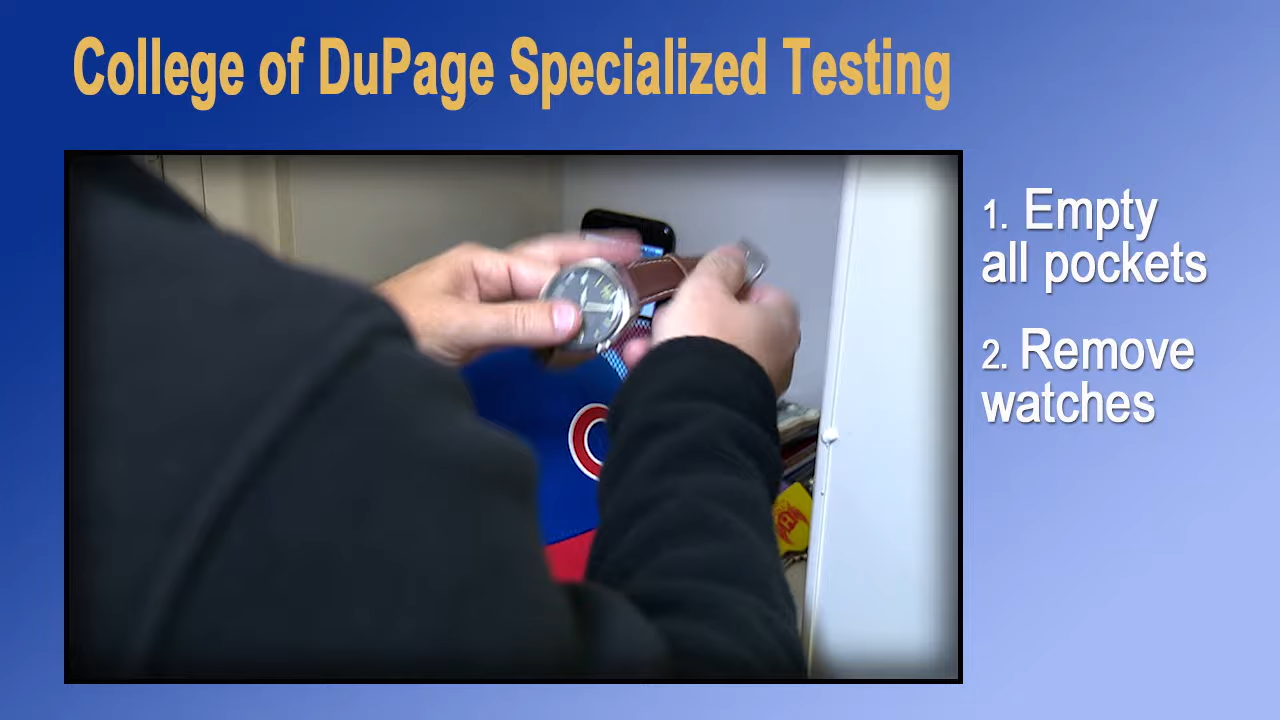 College of DuPage Specialized Testing
1. Empty
all pockets
2. Remove
watches